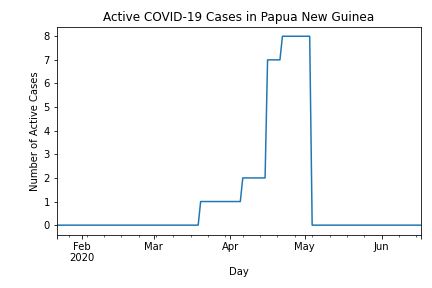 Active COVID-19 Cases in Papua New Guinea
Number of Active Cases
8
7
6
5
4
3
2
1
0
Feb Mar Apr May Jun
2020
Day